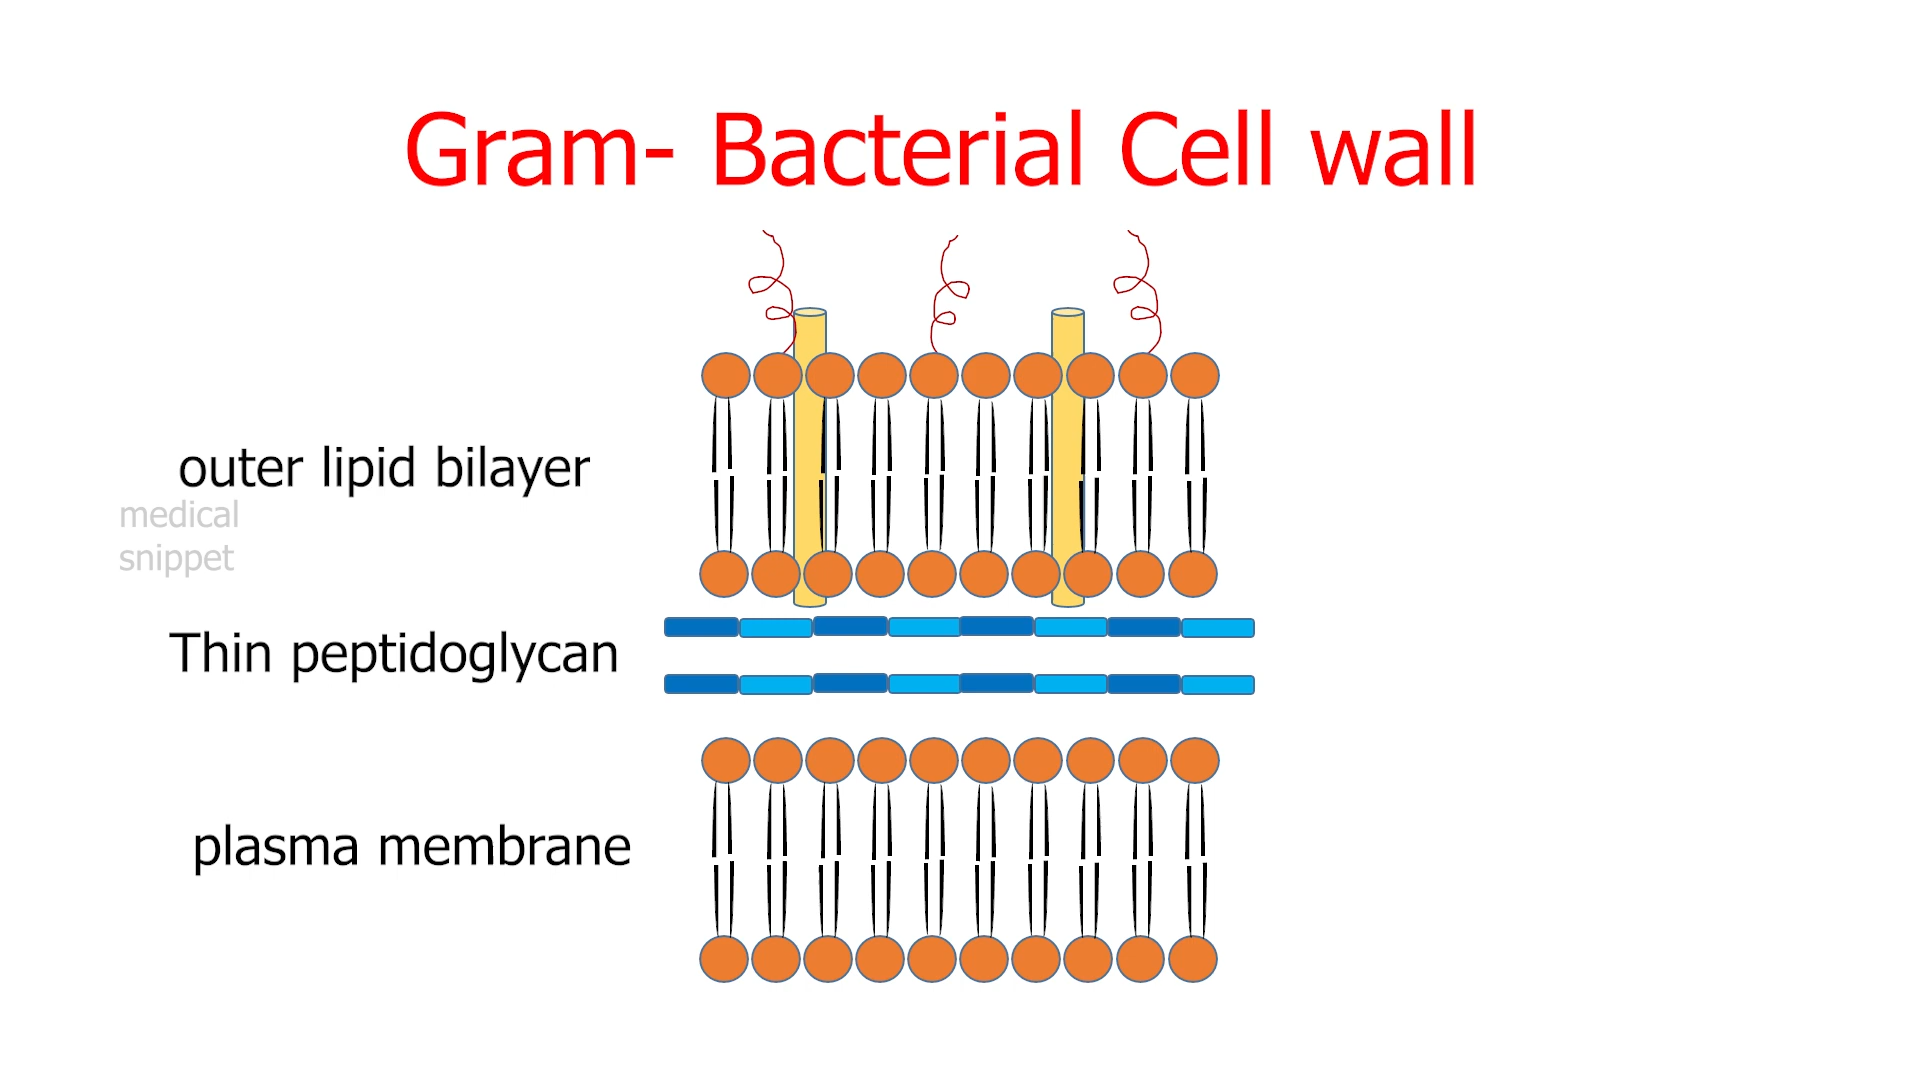 Gram- Bacterial Cell wall
outer lipid bilayer
medical
snippet
Thin peptidoglycan
plasma membrane